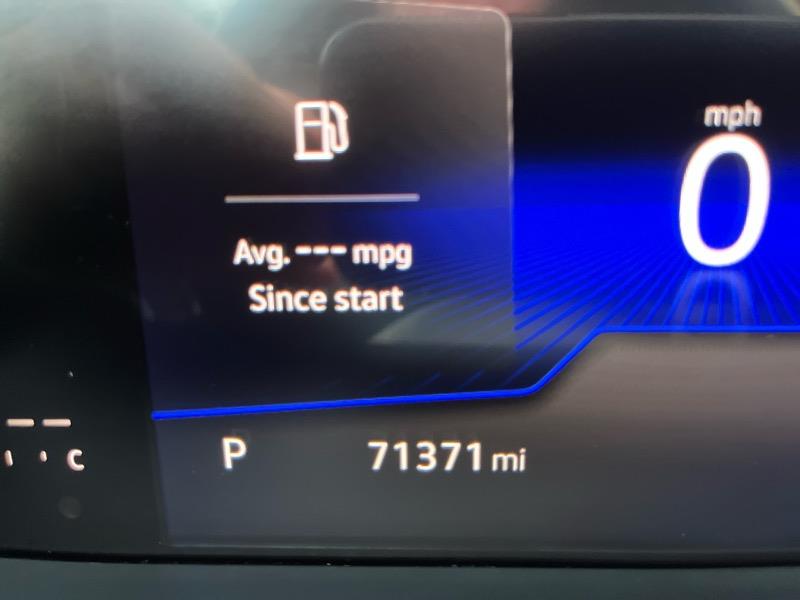 mph
0
Avg. --- mpg
Since start
C
P 71371 mi